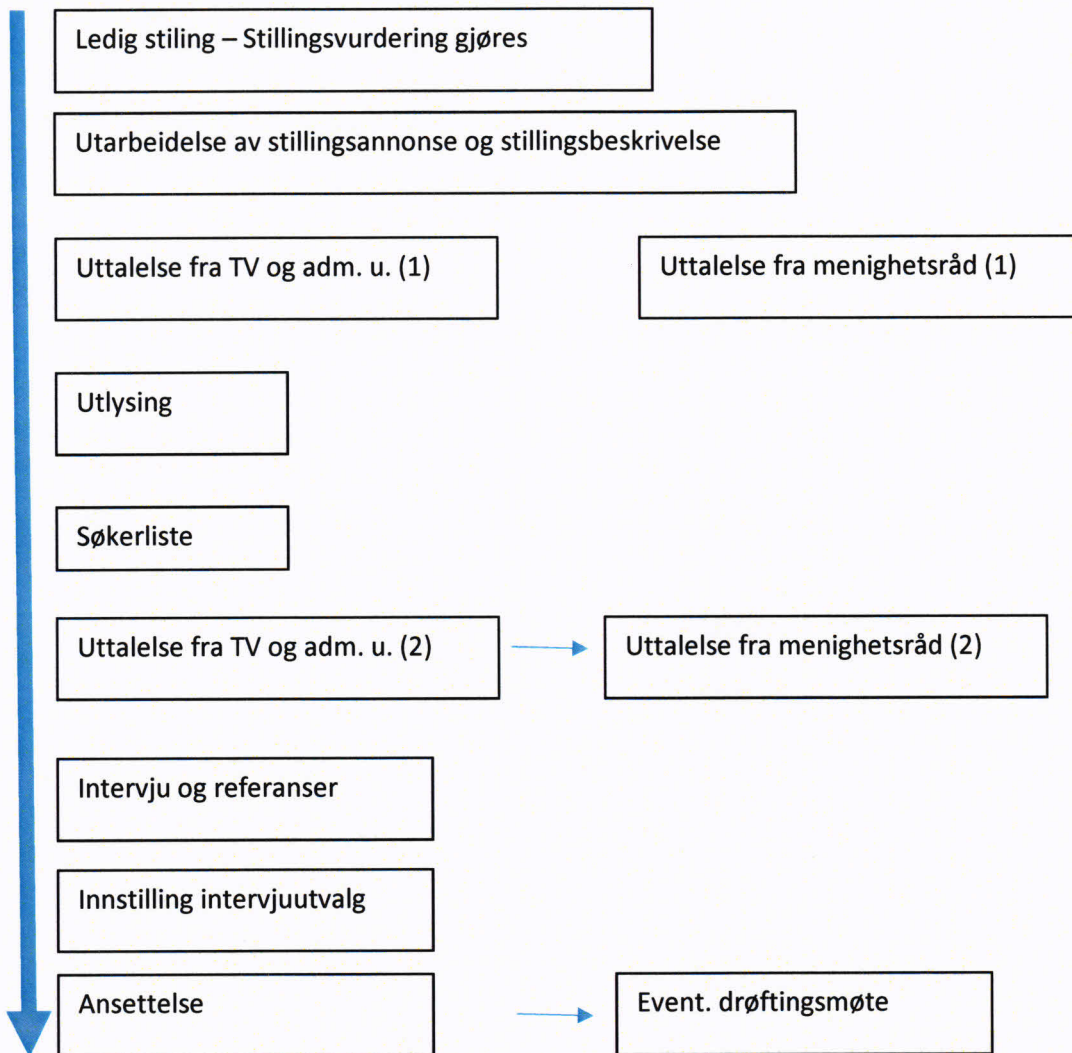 Ledig stiling – Stillingsvurdering gjøres
Utarbeidelse av stillingsannonse og stillingsbeskrivelse
Uttalelse fra TV og adm. u. (1)
Uttalelse fra menighetsråd (1)
Utlysing
Søkerliste
Uttalelse fra TV og adm. u. (2)
Uttalelse fra menighetsråd (2)
Intervju og referanser
Innstilling intervjuutvalg
Ansettelse
Event. drøftingsmøte